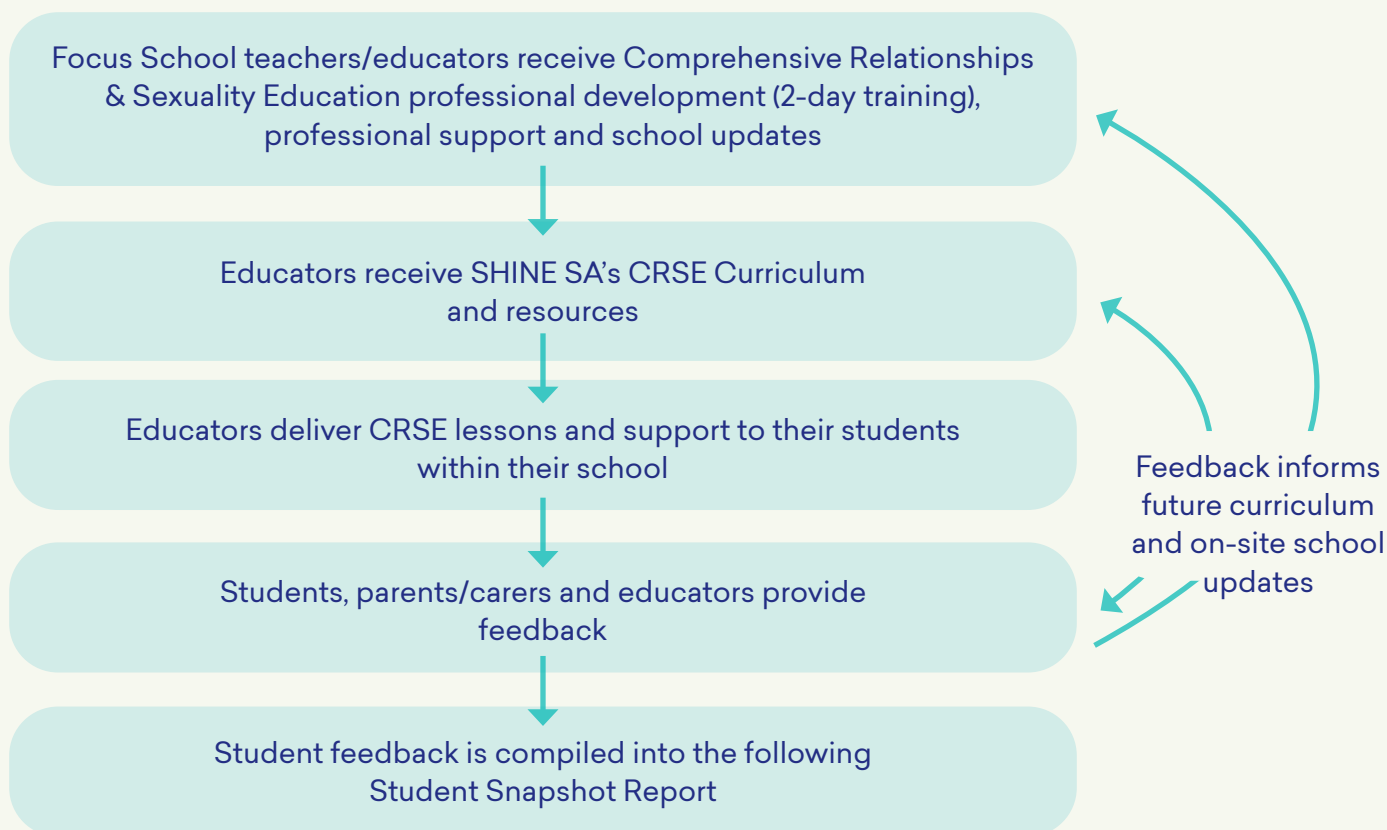 Focus School teachers/educators receive Comprehensive Relationships
& Sexuality Education professional development (2-day training),
professional support and school updates
Educators receive SHINE SA’s CRSE Curriculum
and resources
Educators deliver CRSE lessons and support to their students
within their school
Students, parents/carers and educators provide
feedback
Student feedback is compiled into the following
Student Snapshot Report
Feedback informs
future curriculum
and on-site school
updates